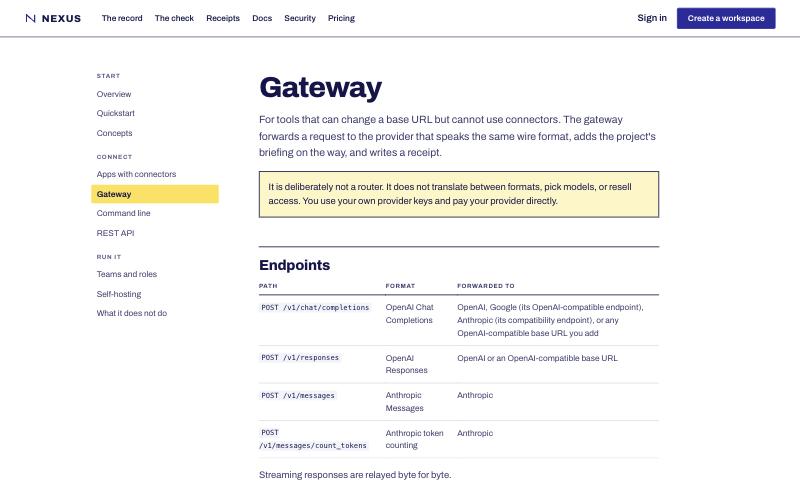 NEXUS The record The check Receipts Docs Security Pricing Sign in Create a workspace
START
Overview
Quickstart
Concepts
CONNECT
Apps with connectors
Gateway
Command line
REST API
RUN IT
Teams and roles
Self-hosting
What it does not do
Gateway
For tools that can change a base URL but cannot use connectors. The gateway
forwards a request to the provider that speaks the same wire format, adds the project's
briefing on the way, and writes a receipt.
It is deliberately not a router. It does not translate between formats, pick models, or resell
access. You use your own provider keys and pay your provider directly.
Endpoints
PATH FORMAT FORWARDED TO
POST /v1/chat/completions OpenAI Chat OpenAI, Google (its OpenAI-compatible endpoint),
Completions Anthropic (its compatibility endpoint), or any
OpenAI-compatible base URL you add
POST /v1/responses OpenAI OpenAI or an OpenAI-compatible base URL
Responses
POST /v1/messages Anthropic Anthropic
Messages
POST Anthropic token Anthropic
/v1/messages/count_tokens counting
Streaming responses are relayed byte for byte.